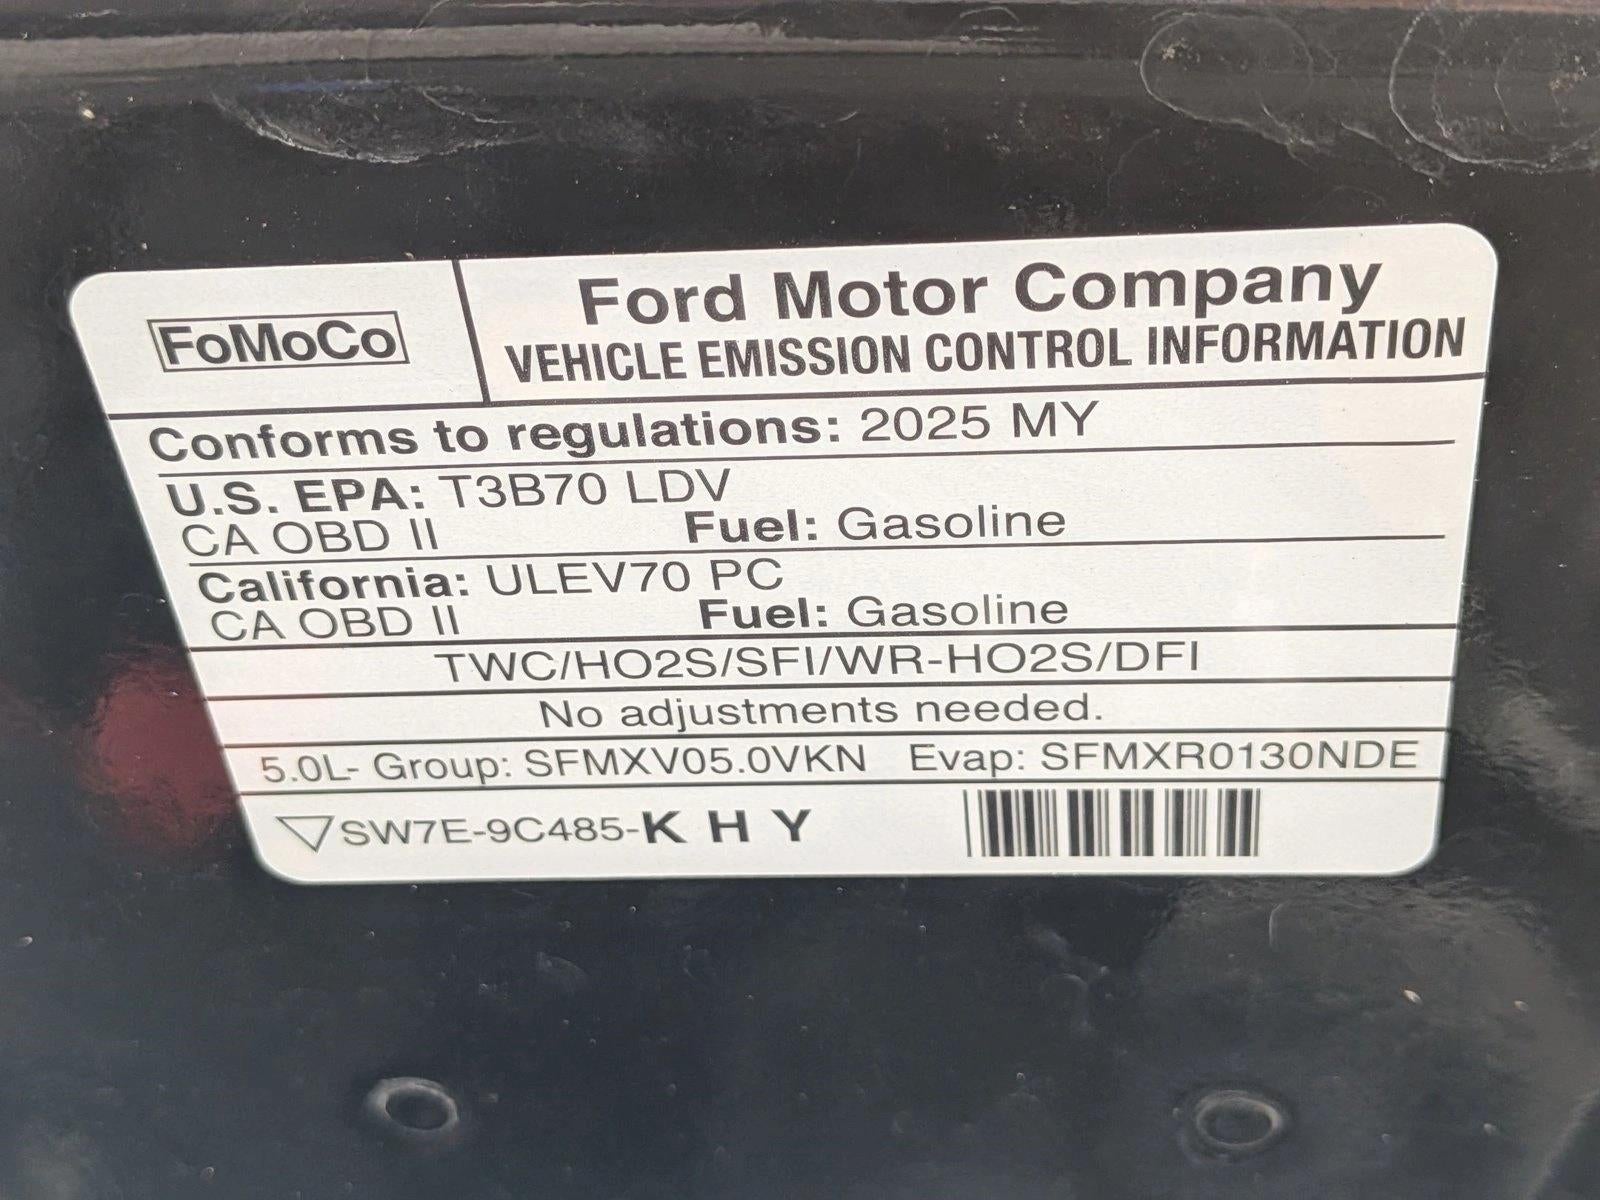 FoMoCo
Ford Motor Company
VEHICLE EMISSION CONTROL INFORMATION
Conforms to regulations: 2025 MY
U.S. EPA: T3B70 LDV
CA OBD II Fuel: Gasoline
California: ULEV70 PC
CA OBD II Fuel: Gasoline
TWC/HO2S/SFI/WR-HO2S/DFI
No adjustments needed.
5.0L- Group: SFMXV05.0VKN Evap: SFMXR0130NDE
SW7E-9C485-K H Y